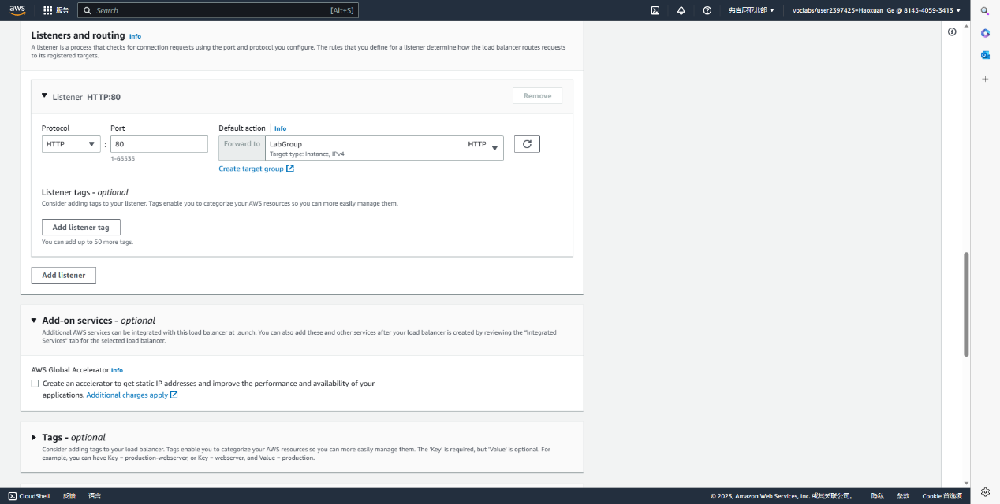 aws 服务 Search [Alt+S] 弗吉尼亚北部 voclabs/user2397425=Haoxuan_Ge @ 8145-4059-3413
Listeners and routing Info
A listener is a process that checks for connection requests using the port and protocol you configure. The rules that you define for a listener determine how the load balancer routes requests
to its registered targets.
Listener HTTP:80
Remove
Protocol Port Default action Info
HTTP : 80 Forward to LabGroup HTTP
Target type: Instance, IPv4
1-65535
Create target group
Listener tags - optional
Consider adding tags to your listener. Tags enable you to categorize your AWS resources so you can more easily manage them.
Add listener tag
You can add up to 50 more tags.
Add listener
Add-on services - optional
Additional AWS services can be integrated with this load balancer at launch. You can also add these and other services after your load balancer is created by reviewing the "Integrated
Services" tab for the selected load balancer.
AWS Global Accelerator Info
Create an accelerator to get static IP addresses and improve the performance and availability of your
applications. Additional charges apply
Tags - optional
Consider adding tags to your load balancer. Tags enable you to categorize your AWS resources so you can more easily manage them. The 'Key' is required, but 'Value' is optional. For
example, you can have Key = production-webserver, or Key = webserver, and Value = production.
CloudShell 反馈 语言 © 2023, Amazon Web Services, Inc. 或其关联公司。 隐私 条款 Cookie 首选项